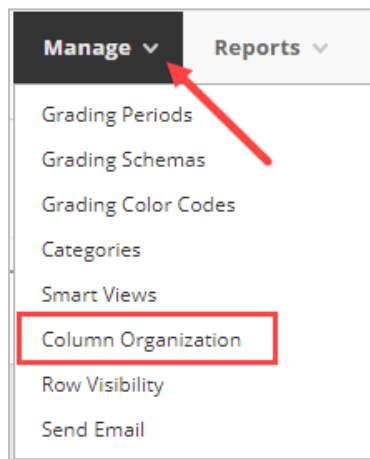 Manage Reports
Grading Periods
Grading Schemas
Grading Color Codes
Categories
Smart Views
Column Organization
Row Visibility
Send Email